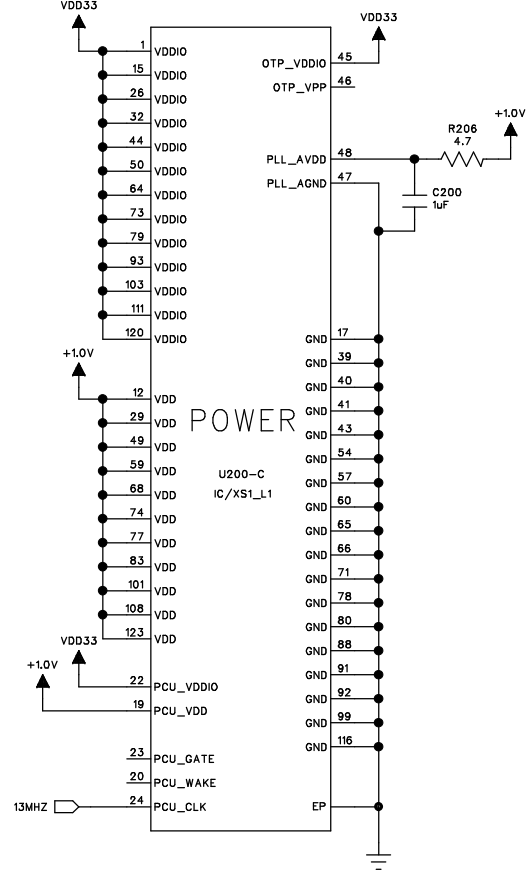 VDD33
1 VDDIO
15 VDDIO
26 VDDIO
32 VDDIO
44 VDDIO
50 VDDIO
64 VDDIO
73 VDDIO
79 VDDIO
93 VDDIO
103 VDDIO
111 VDDIO
120 VDDIO
+1.0V
12 VDD
29 VDD
49 VDD
59 VDD
68 VDD
74 VDD
77 VDD
83 VDD
101 VDD
108 VDD
123 VDD
VDD33
22 PCU_VDDIO
+1.0V
19 PCU_VDD
23 PCU_GATE
20 PCU_WAKE
13MHZ 24 PCU_CLK
POWER
U200-C
IC/XS1_L1
VDD33
OTP_VDDIO 45
OTP_VPP 46
+1.0V
R206
4.7
PLL_AVDD 48
PLL_AGND 47
C200
1uF
GND 17
GND 39
GND 40
GND 41
GND 43
GND 54
GND 57
GND 60
GND 65
GND 66
GND 71
GND 78
GND 80
GND 88
GND 91
GND 92
GND 99
GND 116
EP